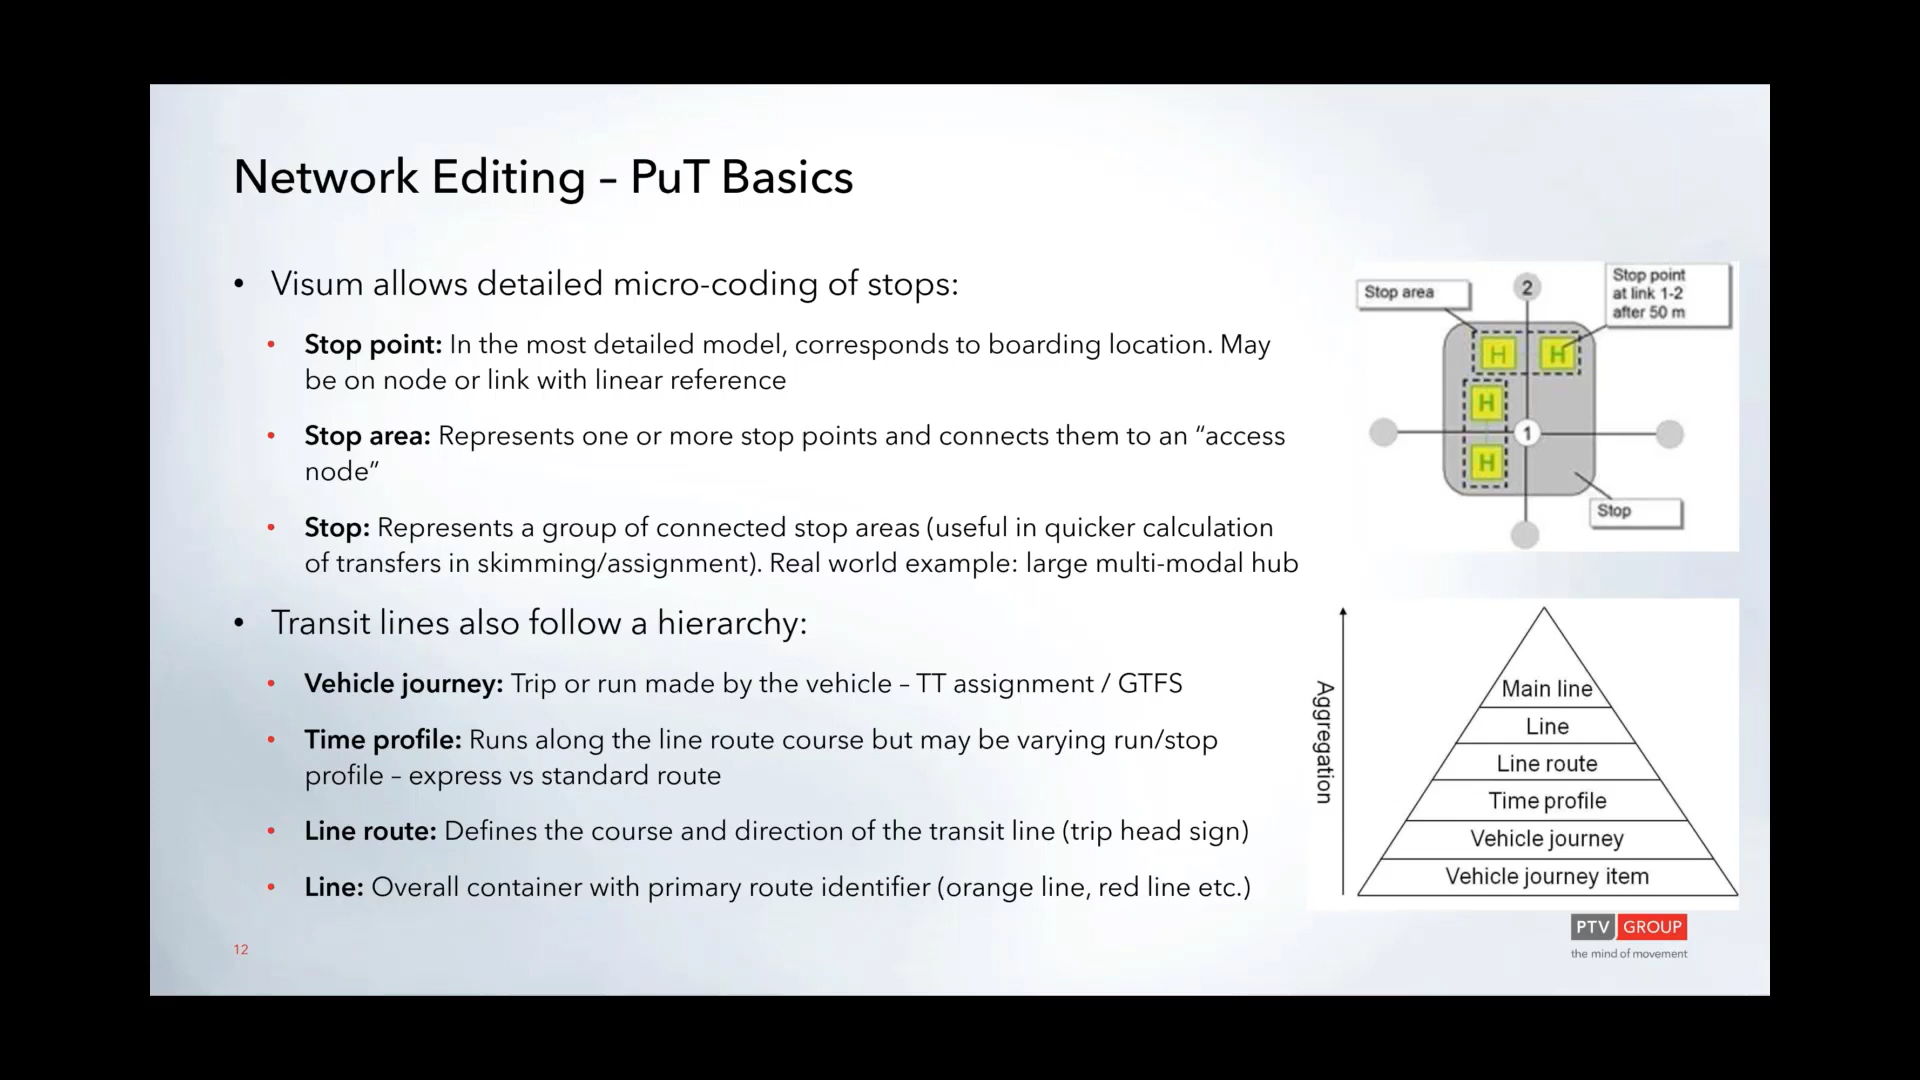 Network Editing – PuT Basics
• Visum allows detailed micro-coding of stops:
• Stop point: In the most detailed model, corresponds to boarding location. May
be on node or link with linear reference
• Stop area: Represents one or more stop points and connects them to an “access
node”
• Stop: Represents a group of connected stop areas (useful in quicker calculation
of transfers in skimming/assignment). Real world example: large multi-modal hub
• Transit lines also follow a hierarchy:
• Vehicle journey: Trip or run made by the vehicle – TT assignment / GTFS
• Time profile: Runs along the line route course but may be varying run/stop
profile – express vs standard route
• Line route: Defines the course and direction of the transit line (trip head sign)
• Line: Overall container with primary route identifier (orange line, red line etc.)
Stop area
2
Stop point
at link 1-2
after 50 m
H H
H
1
H
Stop
Aggregation
Main line
Line
Line route
Time profile
Vehicle journey
Vehicle journey item
12
PTV GROUP
the mind of movement